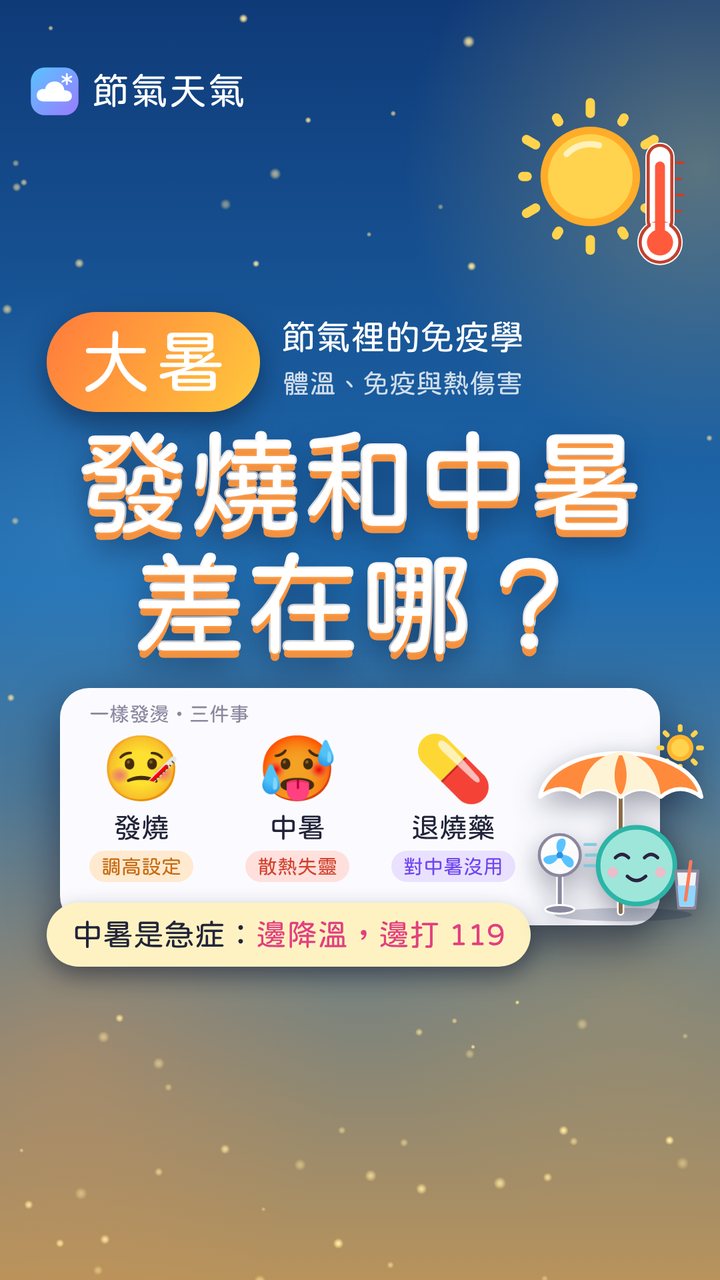 節氣天氣
大暑
節氣裡的免疫學
體溫、免疫與熱傷害
發燒和中暑
差在哪？
一樣發燙・三件事
發燒
中暑
退燒藥
調高設定
散熱失靈
對中暑沒用
中暑是急症：邊降溫，邊打 119